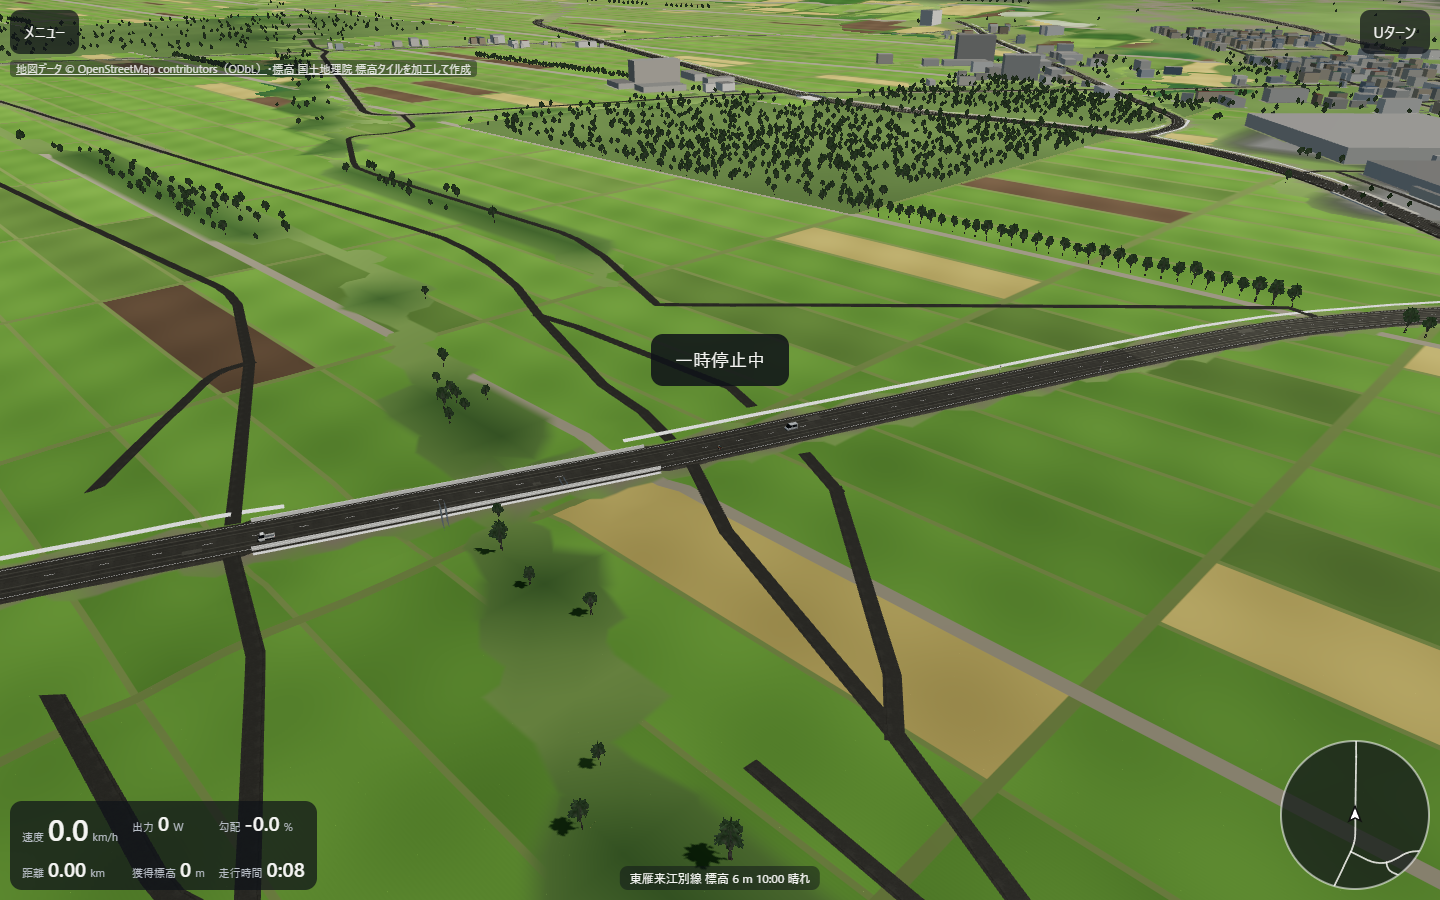 メニュー
Uターン
地図データ © OpenStreetMap contributors（ODbL）・標高 国土地理院 標高タイルを加工して作成
一時停止中
速度 0.0 km/h 出力 0 W 勾配 -0.0 %
距離 0.00 km 獲得標高 0 m 走行時間 0:08
東雁来江別線 標高 6 m 10:00 晴れ